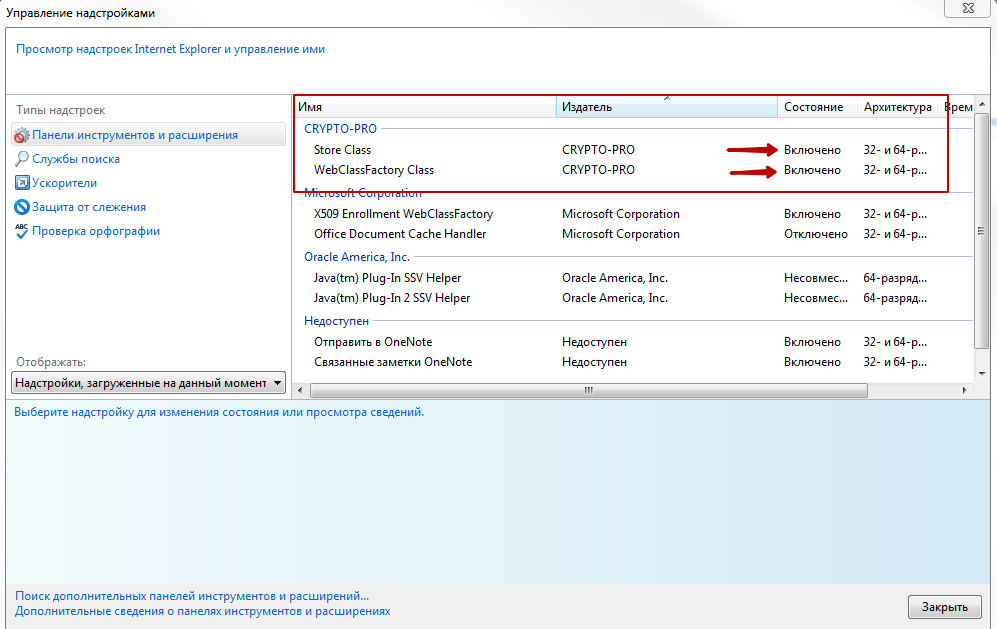 Управление надстройками
Просмотр надстроек Internet Explorer и управление ими
Типы надстроек
Панели инструментов и расширения
Службы поиска
Ускорители
Защита от слежения
ABC Проверка орфографии
Отображать:
Надстройки, загруженные на данный момент
Имя Издатель Состояние Архитектура Врем
CRYPTO-PRO
Store Class CRYPTO-PRO Включено 32- и 64-р...
WebClassFactory Class CRYPTO-PRO Включено 32- и 64-р...
Microsoft Corporation
X509 Enrollment WebClassFactory Microsoft Corporation Включено 32- и 64-р...
Office Document Cache Handler Microsoft Corporation Отключено 32- и 64-р...
Oracle America, Inc.
Java(tm) Plug-In SSV Helper Oracle America, Inc. Несовмес... 64-разряд...
Java(tm) Plug-In 2 SSV Helper Oracle America, Inc. Несовмес... 64-разряд...
Недоступен
Отправить в OneNote Недоступен Включено 32- и 64-р...
Связанные заметки OneNote Недоступен Включено 32- и 64-р...
Выберите надстройку для изменения состояния или просмотра сведений.
Поиск дополнительных панелей инструментов и расширений...
Дополнительные сведения о панелях инструментов и расширениях
Закрыть